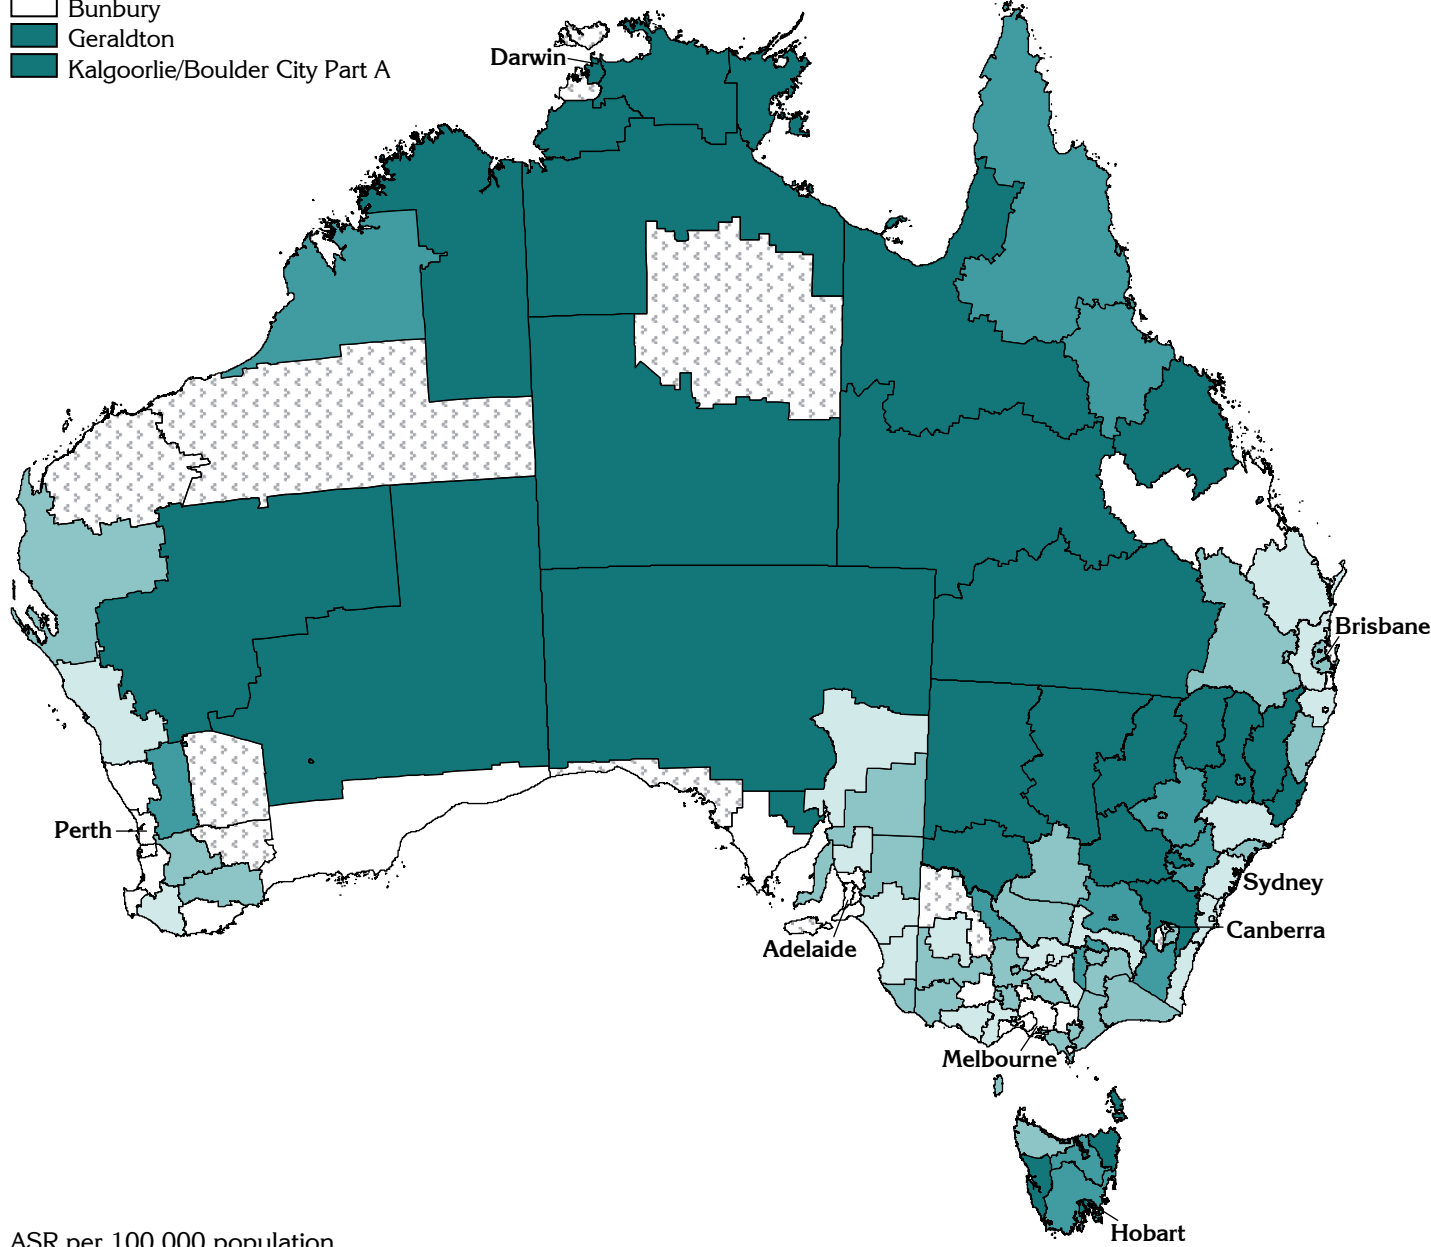 Bunbury
Geraldton
Kalgoorlie/Boulder City Part A
Darwin
Brisbane
Perth
Sydney
Canberra
Adelaide
Melbourne
Hobart
ASR per 100,000 population